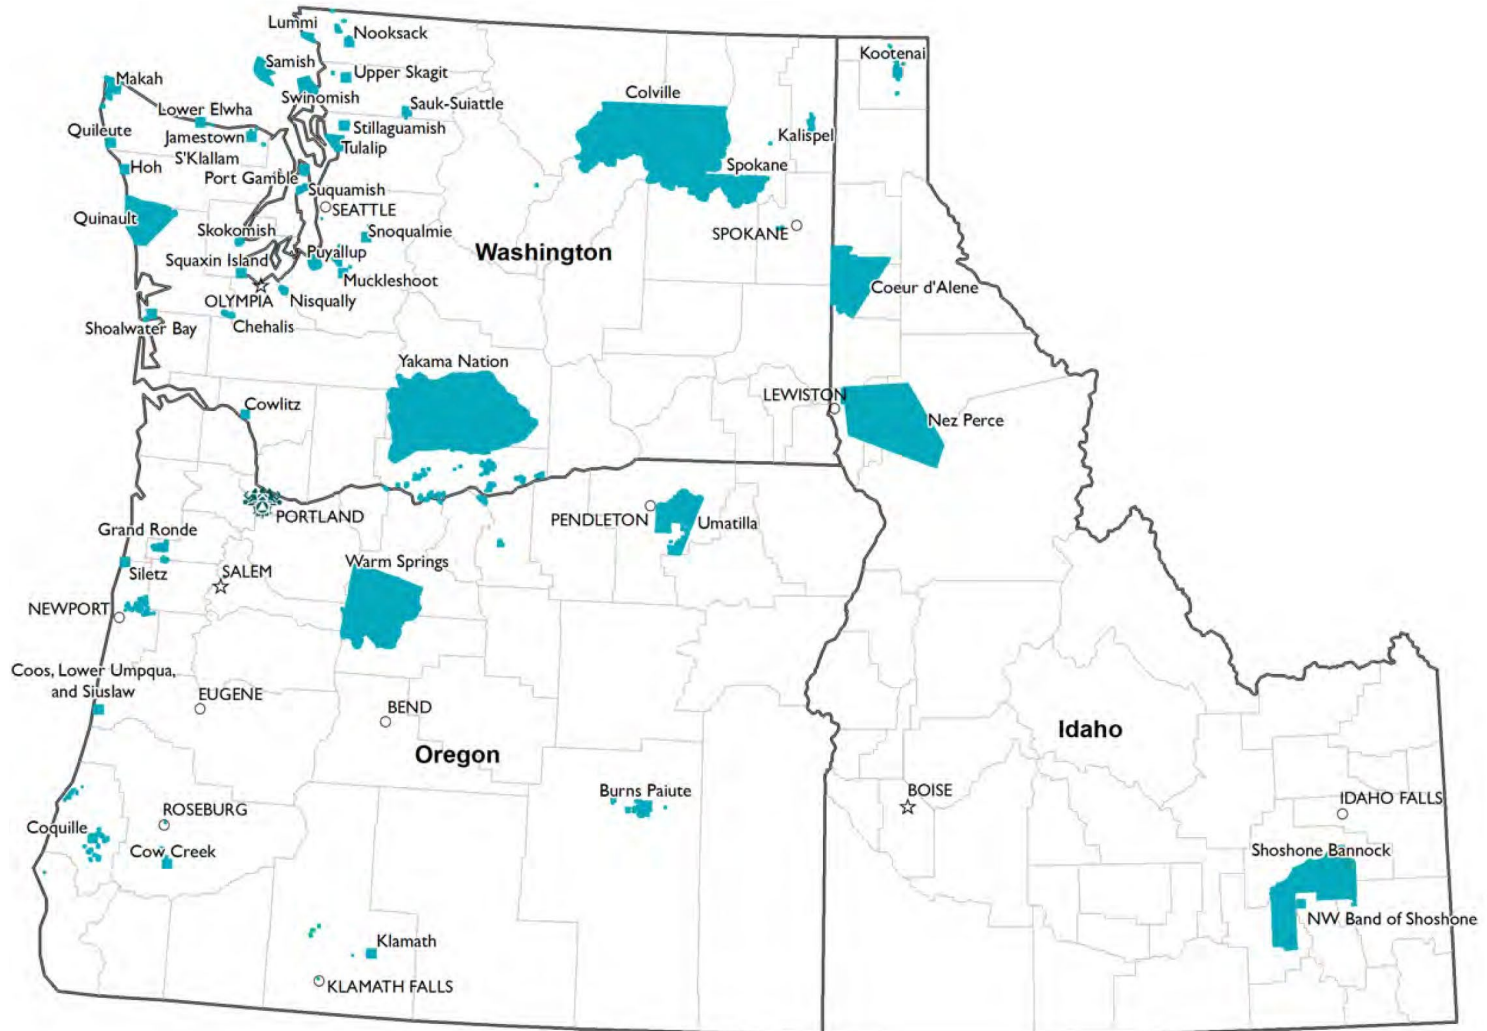 Lummi
Nooksack
Kootenai
Samish
Upper Skagit
Makah
Swinomish
Colville
Lower Elwha
Sauk-Suiattle
Quileute
Jamestown
S'Klallam
Stillaguamish
Kalispel
Tulalip
Hoh
Port Gamble
Spokane
Suquamish
SEATTLE
Quinault
Skokomish
Snoqualmie
SPOKANE
Washington
Squaxin Island
Puyallup
Muckleshoot
Coeur d'Alene
OLYMPIA
Nisqually
Shoalwater Bay
Chehalis
Yakama Nation
LEWISTON
Cowlitz
Nez Perce
PORTLAND
PENDLETON
Umatilla
Grand Ronde
Siletz
SALEM
Warm Springs
NEWPORT
Coos, Lower Umpqua,
and Siuslaw
EUGENE
BEND
Oregon
Idaho
Burns Paiute
BOISE
IDAHO FALLS
ROSEBURG
Coquille
Cow Creek
Shoshone Bannock
NW Band of Shoshone
Klamath
KLAMATH FALLS